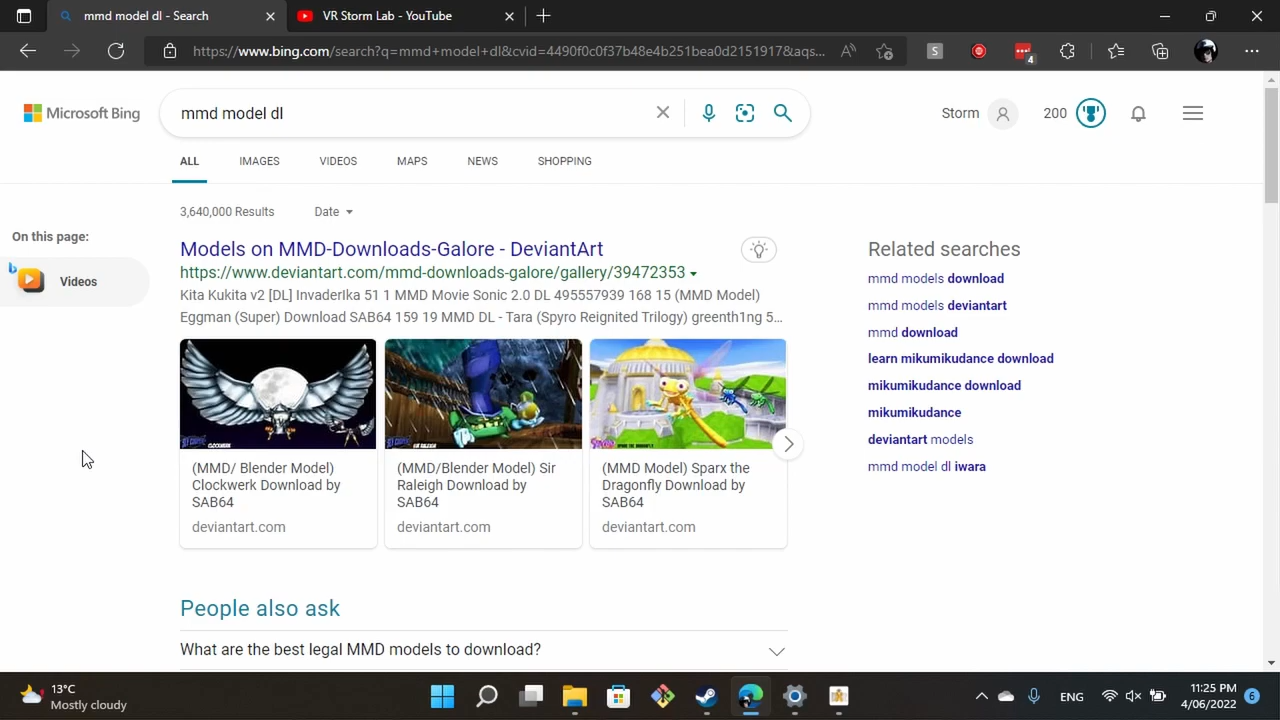 mmd model dl - Search
VR Storm Lab - YouTube
https://www.bing.com/search?q=mmd+model+dl&cvid=4490f0c0f37b48e4b251bea0d2151917&aqs...
S
4
Microsoft Bing
mmd model dl
Storm
200
ALL
IMAGES
VIDEOS
MAPS
NEWS
SHOPPING
3,640,000 Results
Date
On this page:
Videos
Models on MMD-Downloads-Galore - DeviantArt
https://www.deviantart.com/mmd-downloads-galore/gallery/39472353
Kita Kukita v2 [DL] InvaderIka 51 1 MMD Movie Sonic 2.0 DL 495557939 168 15 (MMD Model)
Eggman (Super) Download SAB64 159 19 MMD DL - Tara (Spyro Reignited Trilogy) greenth1ng 5...
(MMD/ Blender Model)
Clockwerk Download by
SAB64
deviantart.com
(MMD/Blender Model) Sir
Raleigh Download by
SAB64
deviantart.com
(MMD Model) Sparx the
Dragonfly Download by
SAB64
deviantart.com
Related searches
mmd models download
mmd models deviantart
mmd download
learn mikumikudance download
mikumikudance download
mikumikudance
deviantart models
mmd model dl iwara
People also ask
What are the best legal MMD models to download?
13°C
Mostly cloudy
ENG
11:25 PM
4/06/2022
6